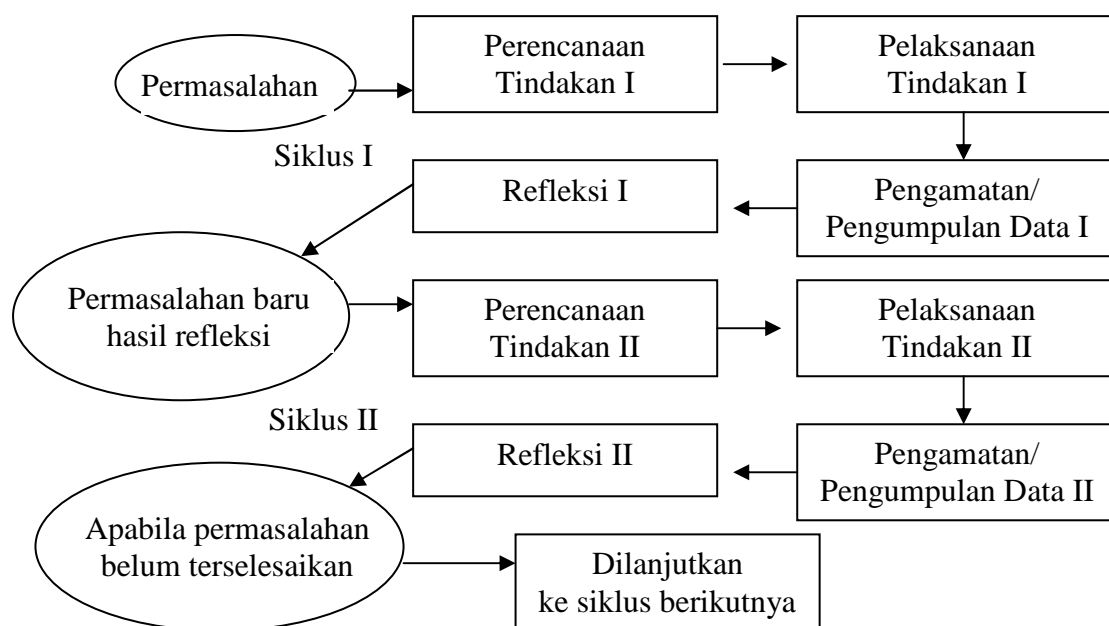 Permasalahan
Perencanaan
Tindakan I
Pelaksanaan
Tindakan I
Siklus I
Refleksi I
Pengamatan/
Pengumpulan Data I
Permasalahan baru
hasil refleksi
Perencanaan
Tindakan II
Pelaksanaan
Tindakan II
Siklus II
Refleksi II
Pengamatan/
Pengumpulan Data II
Apabila permasalahan
belum terselesaikan
Dilanjutkan
ke siklus berikutnya